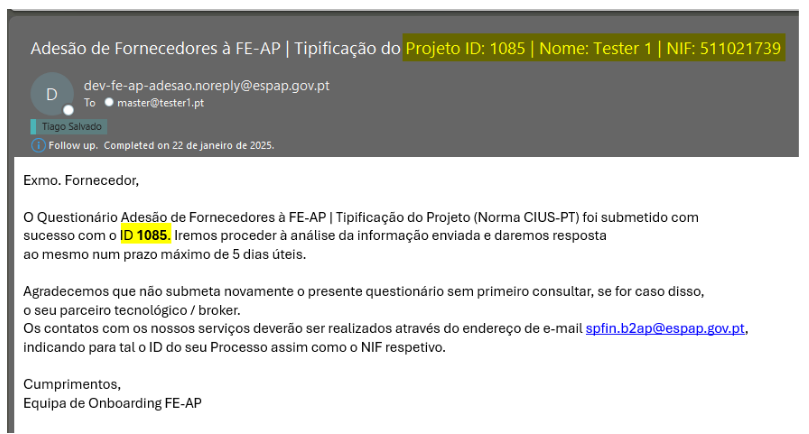 Adesão de Fornecedores à FE-AP | Tipificação do Projeto ID: 1085 | Nome: Tester 1 | NIF: 511021739
D
dev-fe-ap-adesao.noreply@espap.gov.pt
To master@tester1.pt
Tiago Salvado
Follow up. Completed on 22 de janeiro de 2025.
Exmo. Fornecedor,
O Questionário Adesão de Fornecedores à FE-AP | Tipificação do Projeto (Norma CIUS-PT) foi submetido com
sucesso com o ID 1085. Iremos proceder à análise da informação enviada e daremos resposta
ao mesmo num prazo máximo de 5 dias úteis.
Agradecemos que não submeta novamente o presente questionário sem primeiro consultar, se for caso disso,
o seu parceiro tecnológico / broker.
Os contatos com os nossos serviços deverão ser realizados através do endereço de e-mail spfin.b2ap@espap.gov.pt,
indicando para tal o ID do seu Processo assim como o NIF respetivo.
Cumprimentos,
Equipa de Onboarding FE-AP